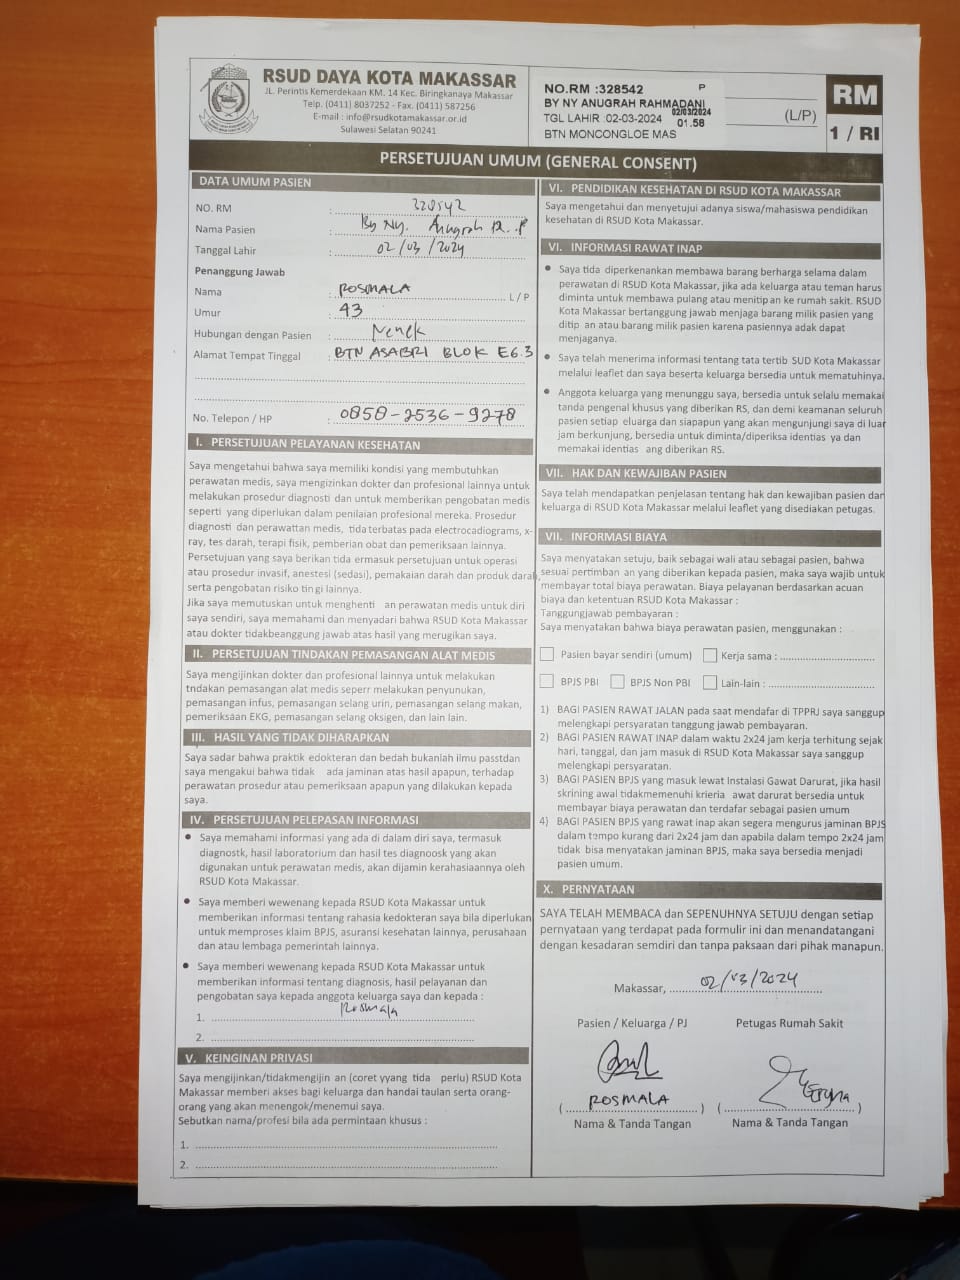 RSUD DAYA KOTA MAKASSAR
JL. Perintis Kemerdekaan KM. 14 Kec. Biringkanaya Makassar
Telp. (0411) 8037252 - Fax. (0411) 587256
E-mail : info@rsudkotamakassar.or.id
Sulawesi Selatan 90241
NO.RM :328542 P
BY NY ANUGRAH RAHMADANI
02/03/2024
TGL LAHIR :02-03-2024 01.58
BTN MONCONGLOE MAS
(L/P)
RM
1 / RI
PERSETUJUAN UMUM (GENERAL CONSENT)
DATA UMUM PASIEN
NO. RM : 328542
Nama Pasien : By Ny. Anugrah R. P
Tanggal Lahir : 02/03/2024
Penanggung Jawab
Nama : ROSMALA L / P
Umur : 43
Hubungan dengan Pasien : Nenek
Alamat Tempat Tinggal : BTN ASABRI BLOK E6.3
No. Telepon / HP : 0858-2536-9278
I. PERSETUJUAN PELAYANAN KESEHATAN
Saya mengetahui bahwa saya memiliki kondisi yang membutuhkan
perawatan medis, saya mengizinkan dokter dan profesional lainnya untuk
melakukan prosedur diagnosti dan untuk memberikan pengobatan medis
seperti yang diperlukan dalam penilaian profesional mereka. Prosedur
diagnosti dan perawattan medis, tida terbatas pada electrocadiograms, x-
ray, tes darah, terapi fisik, pemberian obat dan pemeriksaan lainnya.
Persetujuan yang saya berikan tida ermasuk persetujuan untuk operasi
atau prosedur invasif, anestesi (sedasi), pemakaian darah dan produk darah,
serta pengobatan risiko tin gi lainnya.
Jika saya memutuskan untuk menghenti an perawatan medis untuk diri
saya sendiri, saya memahami dan menyadari bahwa RSUD Kota Makassar
atau dokter tidakbeanggung jawab atas hasil yang merugikan saya.
II. PERSETUJUAN TINDAKAN PEMASANGAN ALAT MEDIS
Saya mengijinkan dokter dan profesional lainnya untuk melakukan
tndakan pemasangan alat medis seperr melakukan penyunukan,
pemasangan infus, pemasangan selang urin, pemasangan selang makan,
pemeriksaan EKG, pemasangan selang oksigen, dan lain lain.
III. HASIL YANG TIDAK DIHARAPKAN
Saya sadar bahwa praktik edokteran dan bedah bukanlah ilmu passtdan
saya mengakui bahwa tidak ada jaminan atas hasil apapun, terhadap
perawatan prosedur atau pemeriksaan apapun yang dilakukan kepada
saya.
IV. PERSETUJUAN PELEPASAN INFORMASI
● Saya memahami informasi yang ada di dalam diri saya, termasuk
diagnostk, hasil laboratorium dan hasil tes diagnoosk yang akan
digunakan untuk perawatan medis, akan dijamin kerahasiaannya oleh
RSUD Kota Makassar.
● Saya memberi wewenang kepada RSUD Kota Makassar untuk
memberikan informasi tentang rahasia kedokteran saya bila diperlukan
untuk memproses klaim BPJS, asuransi kesehatan lainnya, perusahaan
dan atau lembaga pemerintah lainnya.
● Saya memberi wewenang kepada RSUD Kota Makassar untuk
memberikan informasi tentang diagnosis, hasil pelayanan dan
pengobatan saya kepada anggota keluarga saya dan kepada :
1. Rosmala
2.
V. KEINGINAN PRIVASI
Saya mengijinkan/tidakmengijin an (coret yyang tida perlu) RSUD Kota
Makassar memberi akses bagi keluarga dan handai taulan serta orang-
orang yang akan menengok/menemui saya.
Sebutkan nama/profesi bila ada permintaan khusus :
1.
2.
VI. PENDIDIKAN KESEHATAN DI RSUD KOTA MAKASSAR
Saya mengetahui dan menyetujui adanya siswa/mahasiswa pendidikan
kesehatan di RSUD Kota Makassar.
VI. INFORMASI RAWAT INAP
● Saya tida diperkenankan membawa barang berharga selama dalam
perawatan di RSUD Kota Makassar, jika ada keluarga atau teman harus
diminta untuk membawa pulang atau menitip an ke rumah sakit. RSUD
Kota Makassar bertanggung jawab menjaga barang milik pasien yang
ditip an atau barang milik pasien karena pasiennya adak dapat
menjaganya.
● Saya telah menerima informasi tentang tata tertib SUD Kota Makassar
melalui leaflet dan saya beserta keluarga bersedia untuk mematuhinya.
● Anggota keluarga yang menunggu saya, bersedia untuk selalu memakai
tanda pengenal khusus yang diberikan RS, dan demi keamanan seluruh
pasien setiap eluarga dan siapapun yang akan mengunjungi saya di luar
jam berkunjung, bersedia untuk diminta/diperiksa identias ya dan
memakai identias ang diberikan RS.
VII. HAK DAN KEWAJIBAN PASIEN
Saya telah mendapatkan penjelasan tentang hak dan kewajiban pasien dan
keluarga di RSUD Kota Makassar melalui leaflet yang disediakan petugas.
VII. INFORMASI BIAYA
Saya menyatakan setuju, baik sebagai wali atau sebagai pasien, bahwa
sesuai pertimban an yang diberikan kepada pasien, maka saya wajib untuk
membayar total biaya perawatan. Biaya pelayanan berdasarkan acuan
biaya dan ketentuan RSUD Kota Makassar :
Tanggungjawab pembayaran :
Saya menyatakan bahwa biaya perawatan pasien, menggunakan :
Pasien bayar sendiri (umum) Kerja sama :
BPJS PBI BPJS Non PBI Lain-lain :
1) BAGI PASIEN RAWAT JALAN pada saat mendafar di TPPRJ saya sanggup
melengkapi persyaratan tanggung jawab pembayaran.
2) BAGI PASIEN RAWAT INAP dalam waktu 2x24 jam kerja terhitung sejak
hari, tanggal, dan jam masuk di RSUD Kota Makassar saya sanggup
melengkapi persyratan.
3) BAGI PASIEN BPJS yang masuk lewat Instalasi Gawat Darurat, jika hasil
skrining awal tidakmemenuhi krieria awat darurat bersedia untuk
membayar biaya perawatan dan terdafar sebagai pasien umum
4) BAGI PASIEN BPJS yang rawat inap akan segera mengurus jaminan BPJS
dalam tempo kurang dari 2x24 jam dan apabila dalam tempo 2x24 jam
tidak bisa menyatakan jaminan BPJS, maka saya bersedia menjadi
pasien umum.
X. PERNYATAAN
SAYA TELAH MEMBACA dan SEPENUHNYA SETUJU dengan setiap
pernyataan yang terdapat pada formulir ini dan menandatangani
dengan kesadaran semdiri dan tanpa paksaan dari pihak manapun.
Makassar, 02/03/2024
Pasien / Keluarga / PJ Petugas Rumah Sakit
( ROSMALA ) ( )
Nama & Tanda Tangan Nama & Tanda Tangan